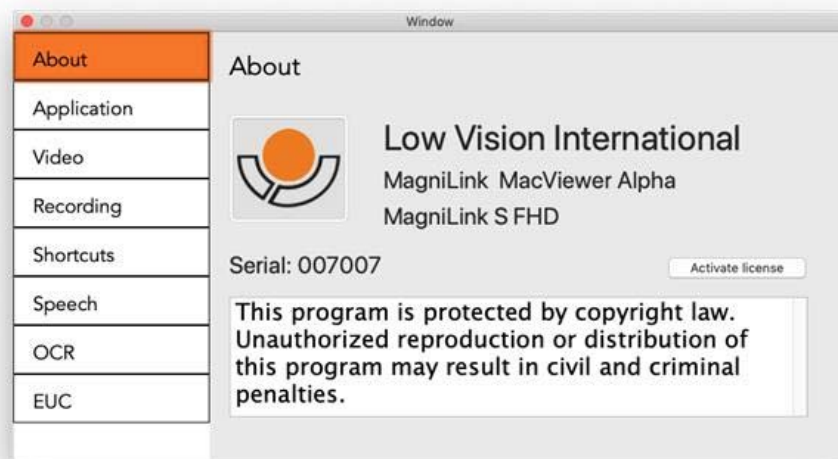 Window
About
Application
Video
Recording
Shortcuts
Speech
OCR
EUC
About
Low Vision International
MagniLink MacViewer Alpha
MagniLink S FHD
Serial: 007007
Activate license
This program is protected by copyright law.
Unauthorized reproduction or distribution of
this program may result in civil and criminal
penalties.